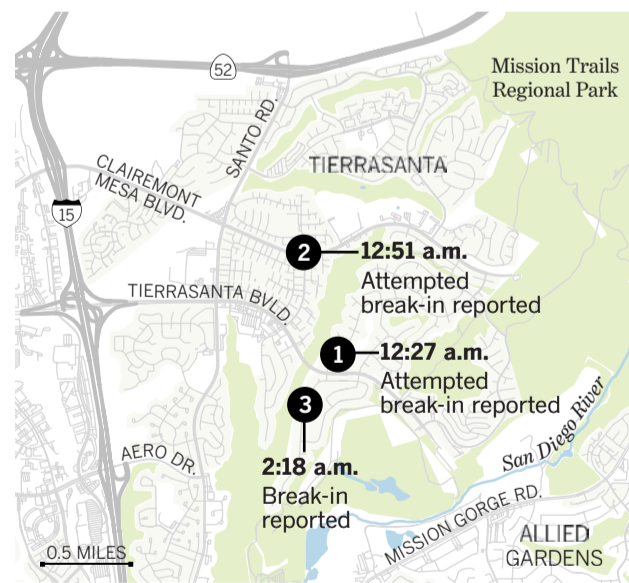 52
Mission Trails
Regional Park
SANTO RD.
TIERRASANTA
CLAIREMONT
MESA BLVD.
15
2
12:51 a.m.
Attempted
break-in reported
TIERRASANTA BVLD.
1
12:27 a.m.
Attempted
break-in reported
3
2:18 a.m.
Break-in
reported
San Diego River
AERO DR.
MISSION GORGE RD.
ALLIED
GARDENS
0.5 MILES